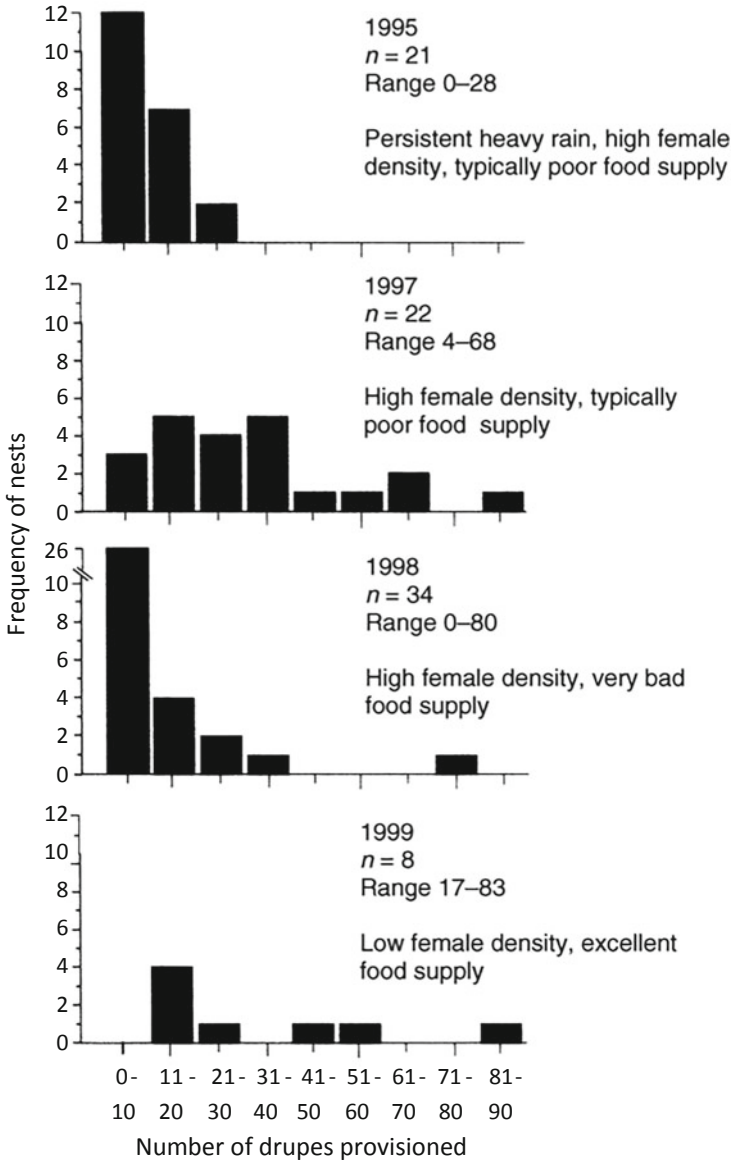 12
10
8
6
4
2
0
1995
n = 21
Range 0–28
Persistent heavy rain, high female
density, typically poor food supply
12
10
8
6
4
2
0
1997
n = 22
Range 4–68
High female density, typically
poor food supply
Frequency of nests
26
10
8
6
4
2
0
1998
n = 34
Range 0–80
High female density, very bad
food supply
12
10
8
6
4
2
0
1999
n = 8
Range 17–83
Low female density, excellent
food supply
0- 11- 21- 31- 41- 51- 61- 71- 81-
10 20 30 40 50 60 70 80 90
Number of drupes provisioned